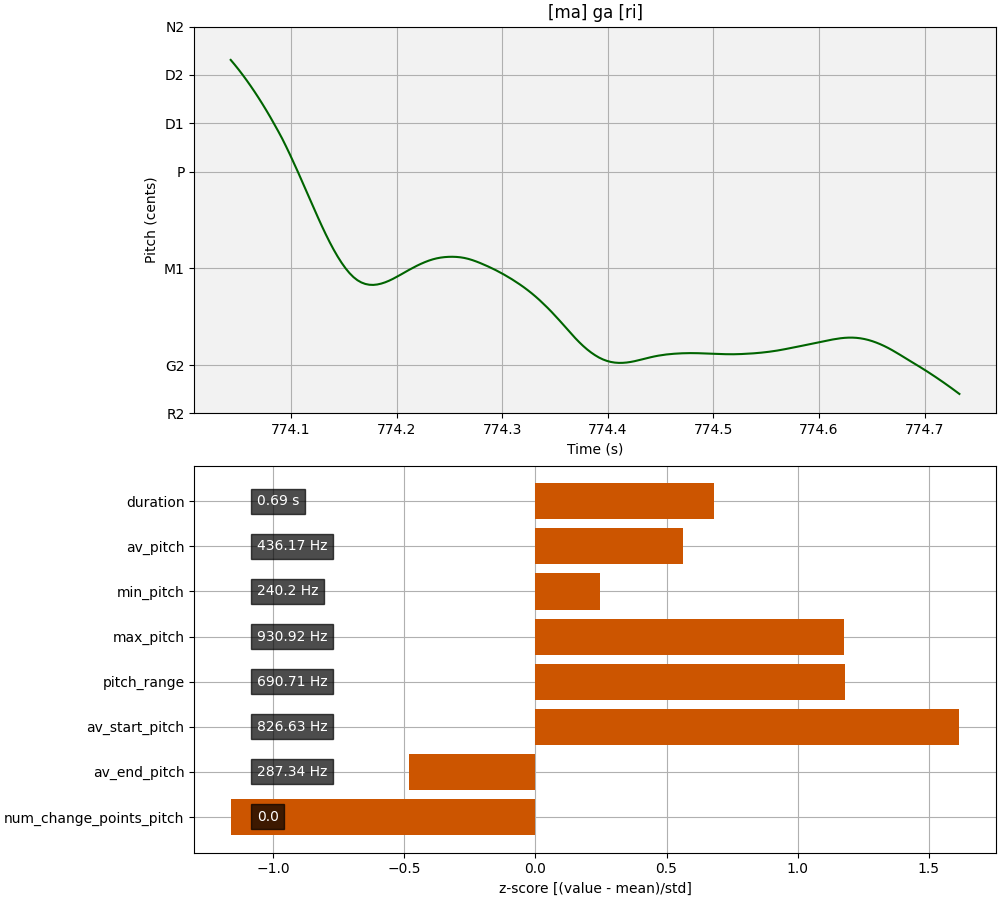 [ma] ga [ri]
Pitch (cents)
N2
D2
D1
P
M1
G2
R2
774.1 774.2 774.3 774.4 774.5 774.6 774.7
Time (s)
duration 0.69 s
av_pitch 436.17 Hz
min_pitch 240.2 Hz
max_pitch 930.92 Hz
pitch_range 690.71 Hz
av_start_pitch 826.63 Hz
av_end_pitch 287.34 Hz
num_change_points_pitch 0.0
−1.0 −0.5 0.0 0.5 1.0 1.5
z-score [(value - mean)/std]